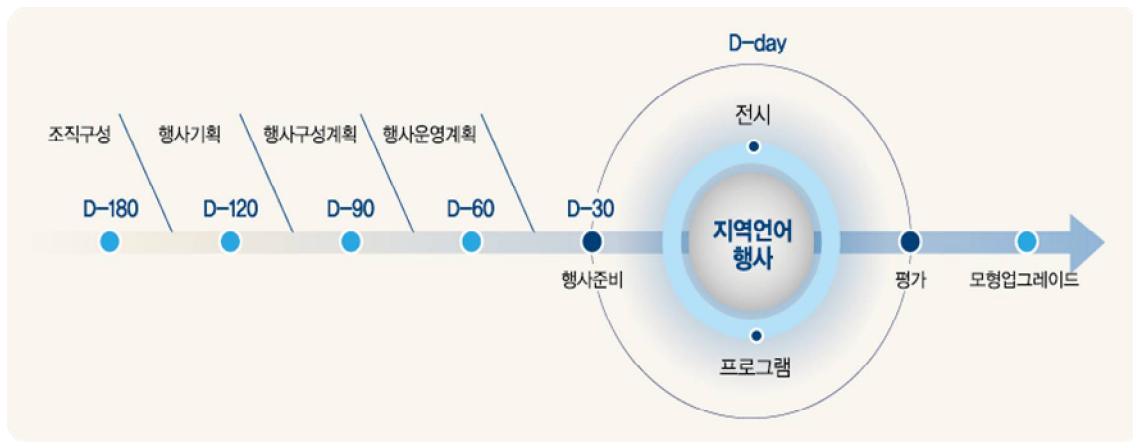 D-day
전시
조직구성
행사기획
행사구성계획
행사운영계획
D-180
D-120
D-90
D-60
D-30
지역언어
행사
행사준비
평가
모형업그레이드
프로그램